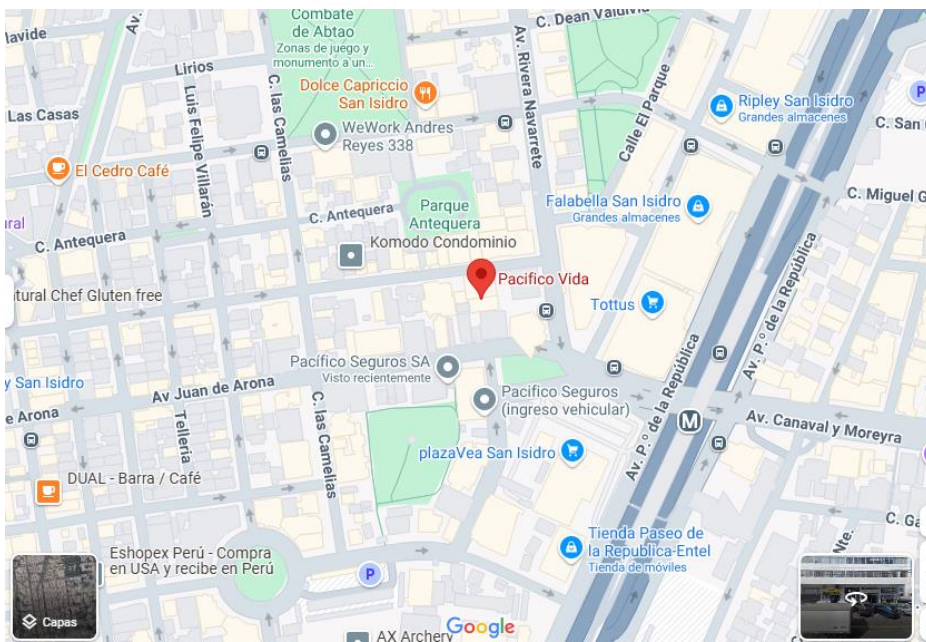 Combate
de Abtao
Zonas de juego y
monumento a un...
C. Dean Valdivia
Av.
lavide
Lirios
Dolce Capriccio
San Isidro
Av. Rivera Navarrete
Calle El Parque
Ripley San Isidro
Grandes almacenes
P
Las Casas
Luis Felipe Villarán
C. las Camelias
WeWork Andres
Reyes 338
C. San
El Cedro Café
C. Miguel G
C. Antequera
Parque
Antequera
Falabella San Isidro
Grandes almacenes
ural
C. Antequera
Komodo Condominio
Pacifico Vida
Tottus
Av. P.º de la República
atural Chef Gluten free
Pacífico Seguros SA
Visto recientemente
y San Isidro
Av Juan de Arona
Pacifico Seguros
(ingreso vehicular)
Av. P.º de la República
M
Av. Canaval y Moreyra
de Arona
Tellería
C. las Camelias
plazaVea San Isidro
DUAL - Barra / Café
C. Ga
Nte.
Tienda Paseo de
la Republica-Entel
Tienda de móviles
Eshopex Perú - Compra
en USA y recibe en Perú
P
Capas
Google
AX Archery